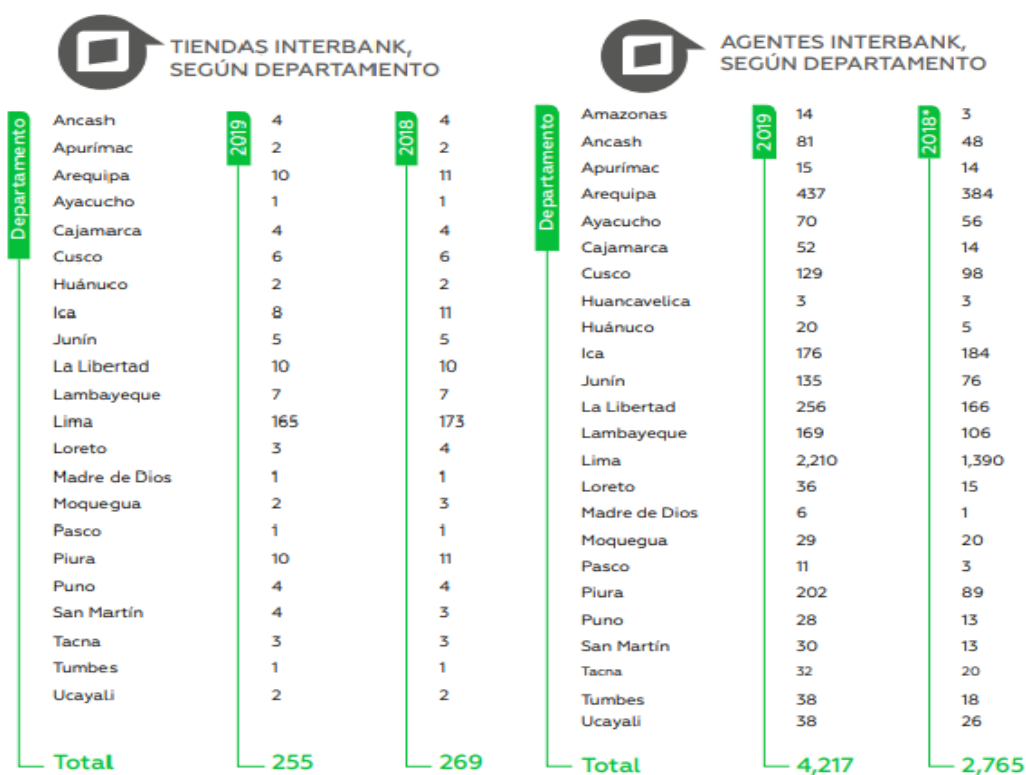 TIENDAS INTERBANK,
SEGÚN DEPARTAMENTO
Departamento 2019 2018
Ancash 4 4
Apurímac 2 2
Arequipa 10 11
Ayacucho 1 1
Cajamarca 4 4
Cusco 6 6
Huánuco 2 2
Ica 8 11
Junín 5 5
La Libertad 10 10
Lambayeque 7 7
Lima 165 173
Loreto 3 4
Madre de Dios 1 1
Moquegua 2 3
Pasco 1 1
Piura 10 11
Puno 4 4
San Martín 4 3
Tacna 3 3
Tumbes 1 1
Ucayali 2 2
Total 255 269
AGENTES INTERBANK,
SEGÚN DEPARTAMENTO
Departamento 2019 2018*
Amazonas 14 3
Ancash 81 48
Apurímac 15 14
Arequipa 437 384
Ayacucho 70 56
Cajamarca 52 14
Cusco 129 98
Huancavelica 3 3
Huánuco 20 5
Ica 176 184
Junín 135 76
La Libertad 256 166
Lambayeque 169 106
Lima 2,210 1,390
Loreto 36 15
Madre de Dios 6 1
Moquegua 29 20
Pasco 11 3
Piura 202 89
Puno 28 13
San Martín 30 13
Tacna 32 20
Tumbes 38 18
Ucayali 38 26
Total 4,217 2,765